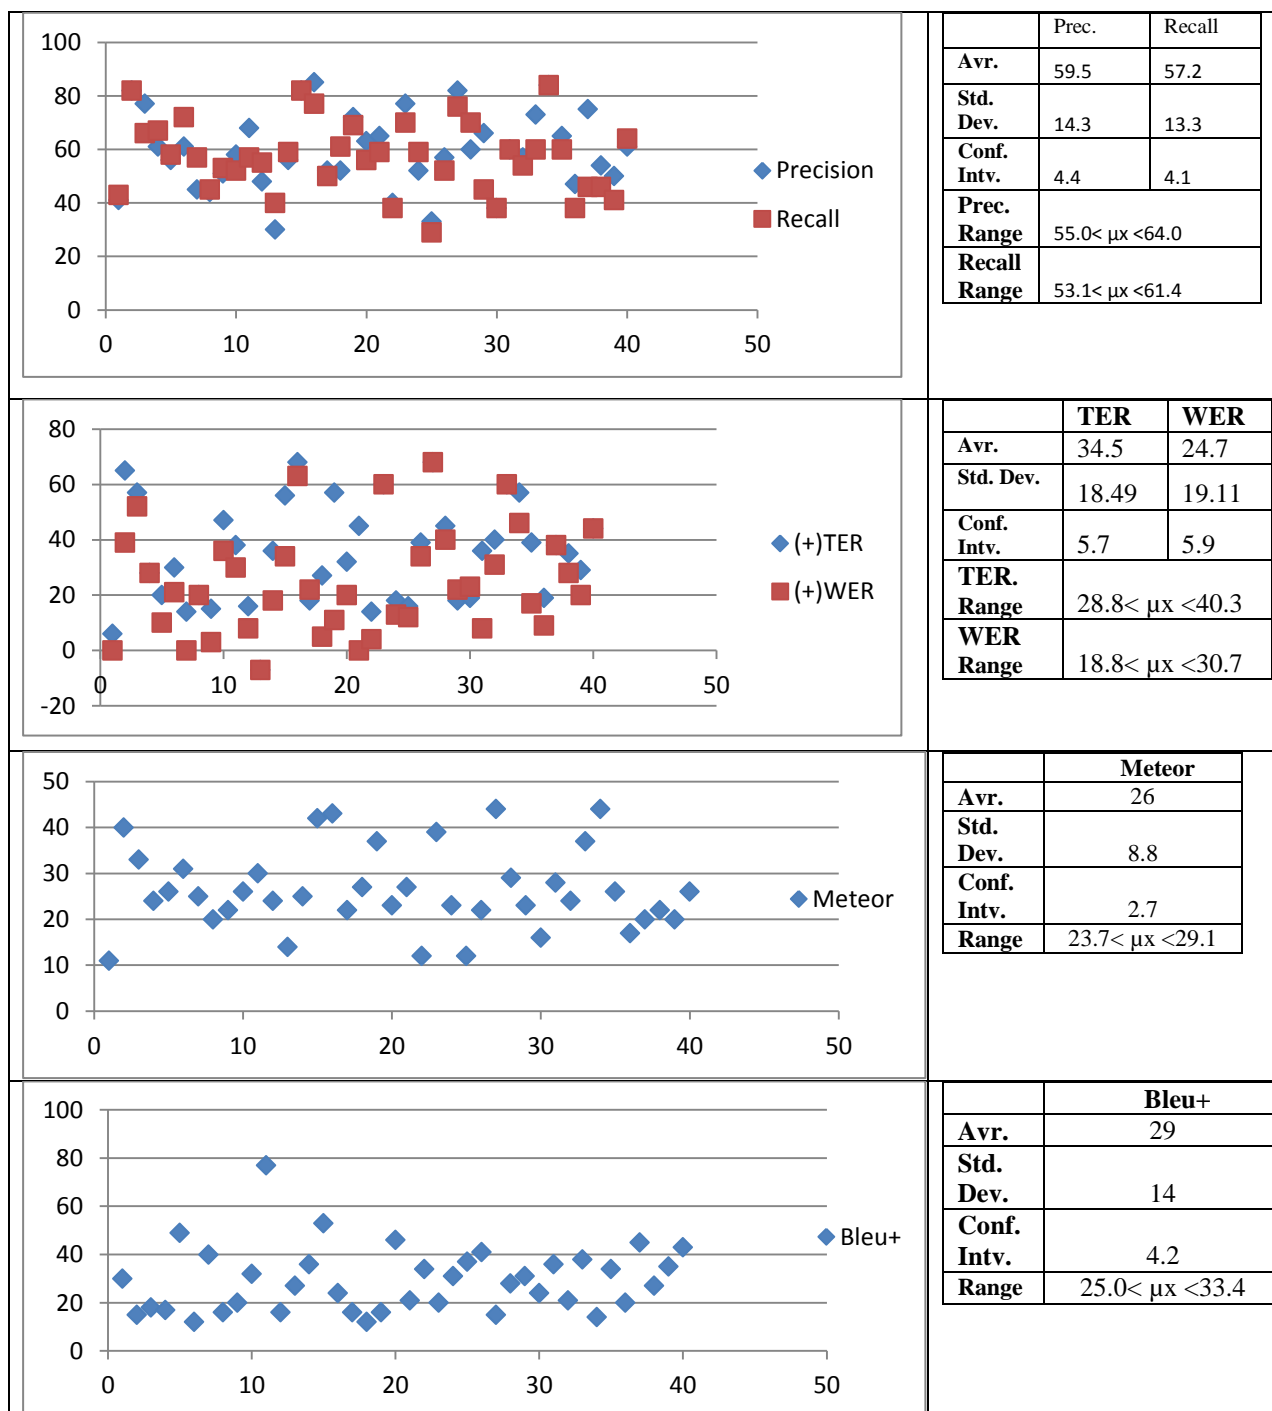 100
80
60
40
20
0
0 10 20 30 40 50
Precision
Recall
Prec. Recall
Avr. 59.5 57.2
Std.
Dev. 14.3 13.3
Conf.
Intv. 4.4 4.1
Prec.
Range 55.0< µx <64.0
Recall
Range 53.1< µx <61.4
80
60
40
20
0
-20
0 10 20 30 40 50
(+)TER
(+)WER
TER WER
Avr. 34.5 24.7
Std. Dev. 18.49 19.11
Conf.
Intv. 5.7 5.9
TER.
Range 28.8< µx <40.3
WER
Range 18.8< µx <30.7
50
40
30
20
10
0
0 10 20 30 40 50
Meteor
Meteor
Avr. 26
Std.
Dev. 8.8
Conf.
Intv. 2.7
Range 23.7< µx <29.1
100
80
60
40
20
0
0 10 20 30 40 50
Bleu+
Bleu+
Avr. 29
Std.
Dev. 14
Conf.
Intv. 4.2
Range 25.0< µx <33.4